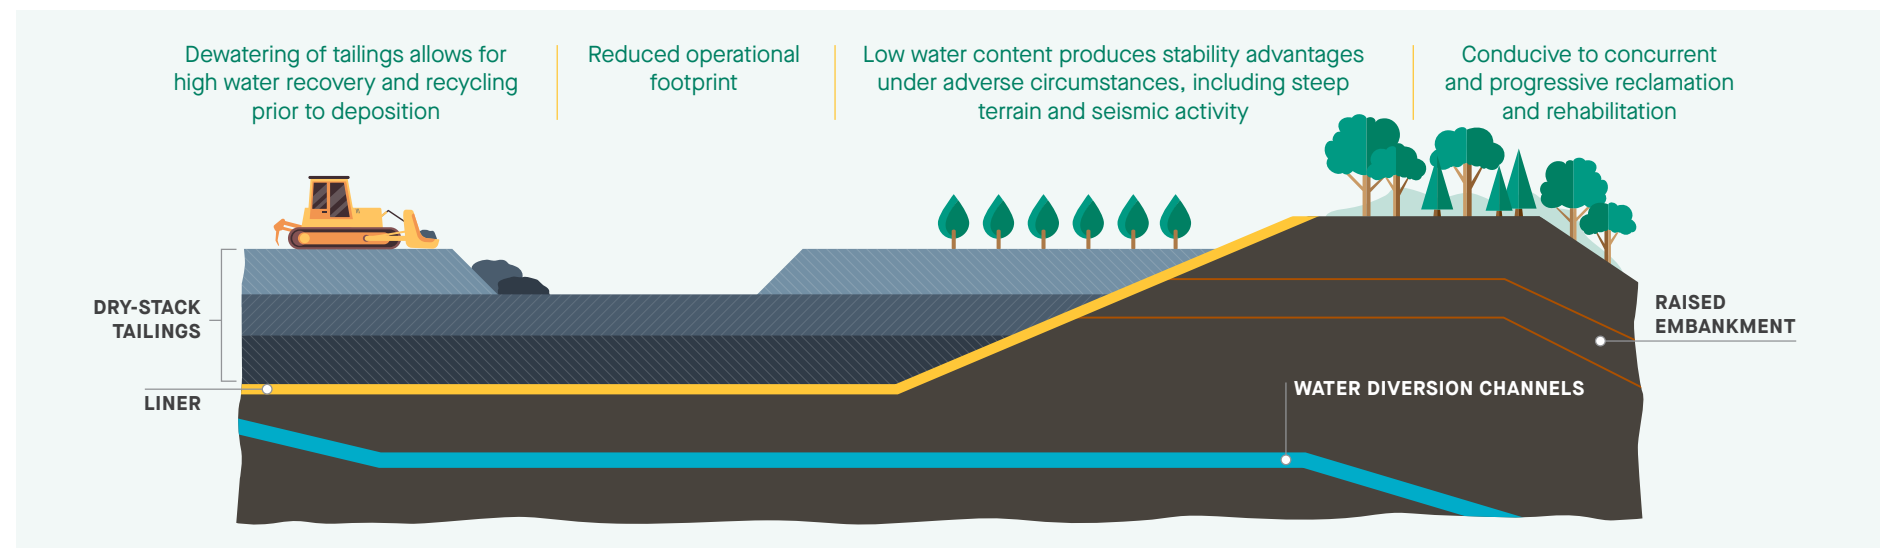 Dewatering of tailings allows for
high water recovery and recycling
prior to deposition
Reduced operational
footprint
Low water content produces stability advantages
under adverse circumstances, including steep
terrain and seismic activity
Conducive to concurrent
and progressive reclamation
and rehabilitation
DRY-STACK
TAILINGS
LINER
RAISED
EMBANKMENT
WATER DIVERSION CHANNELS